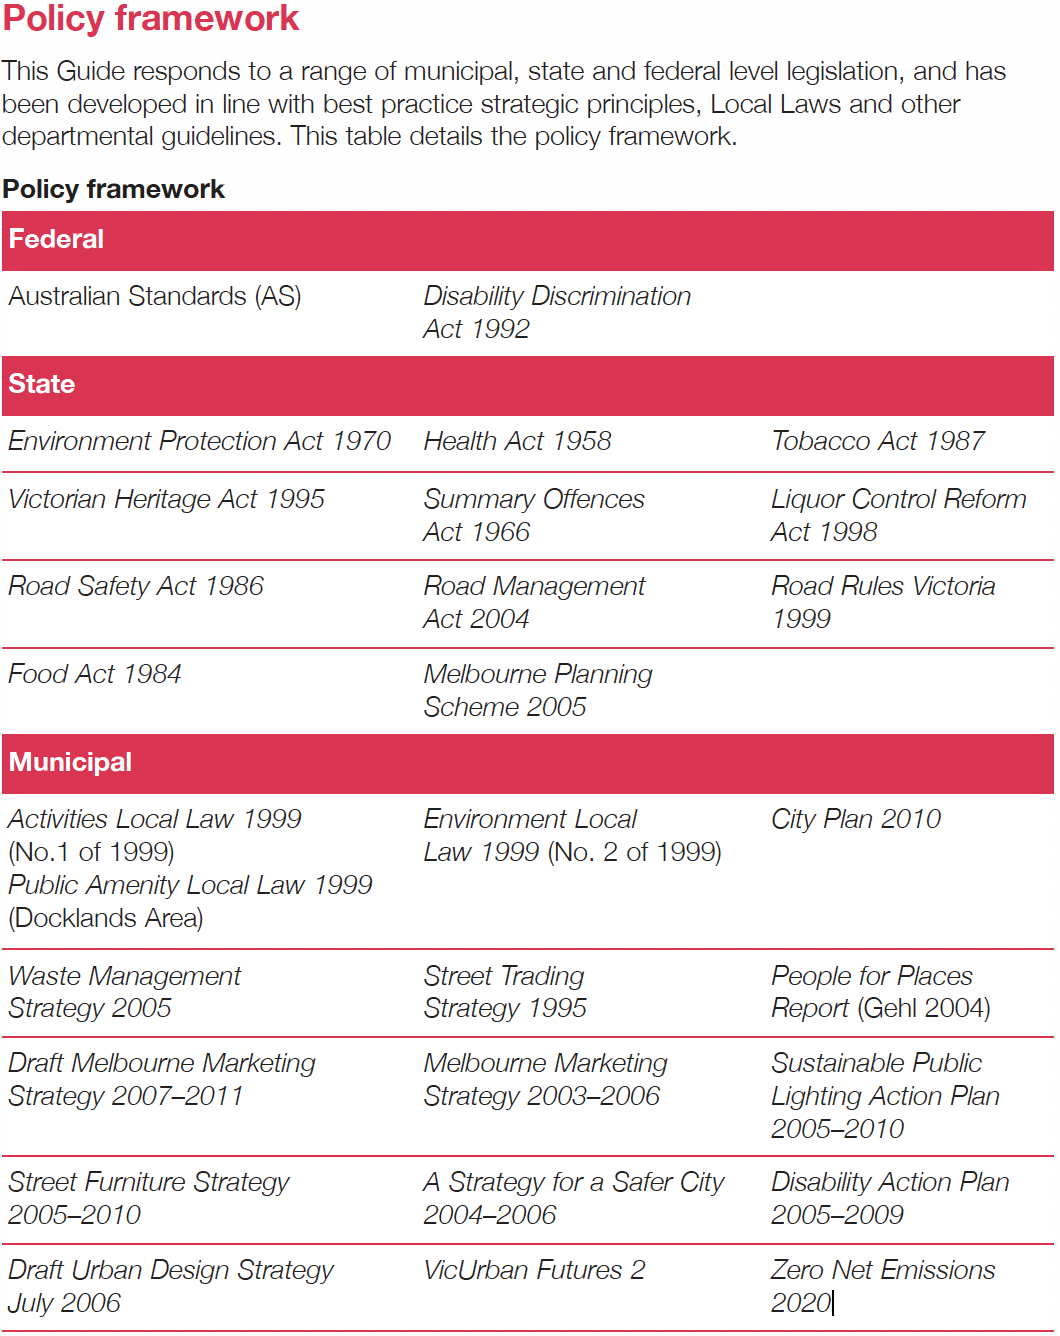 Policy framework
This Guide responds to a range of municipal, state and federal level legislation, and has
been developed in line with best practice strategic principles, Local Laws and other
departmental guidelines. This table details the policy framework.
Policy framework
Federal
Australian Standards (AS)
Disability Discrimination
Act 1992
State
Environment Protection Act 1970
Health Act 1958
Tobacco Act 1987
Victorian Heritage Act 1995
Summary Offences
Act 1966
Liquor Control Reform
Act 1998
Road Safety Act 1986
Road Management
Act 2004
Road Rules Victoria
1999
Food Act 1984
Melbourne Planning
Scheme 2005
Municipal
Activities Local Law 1999
(No.1 of 1999)
Public Amenity Local Law 1999
(Docklands Area)
Environment Local
Law 1999 (No. 2 of 1999)
City Plan 2010
Waste Management
Strategy 2005
Street Trading
Strategy 1995
People for Places
Report (Gehl 2004)
Draft Melbourne Marketing
Strategy 2007–2011
Melbourne Marketing
Strategy 2003–2006
Sustainable Public
Lighting Action Plan
2005–2010
Street Furniture Strategy
2005–2010
A Strategy for a Safer City
2004–2006
Disability Action Plan
2005–2009
Draft Urban Design Strategy
July 2006
VicUrban Futures 2
Zero Net Emissions
2020